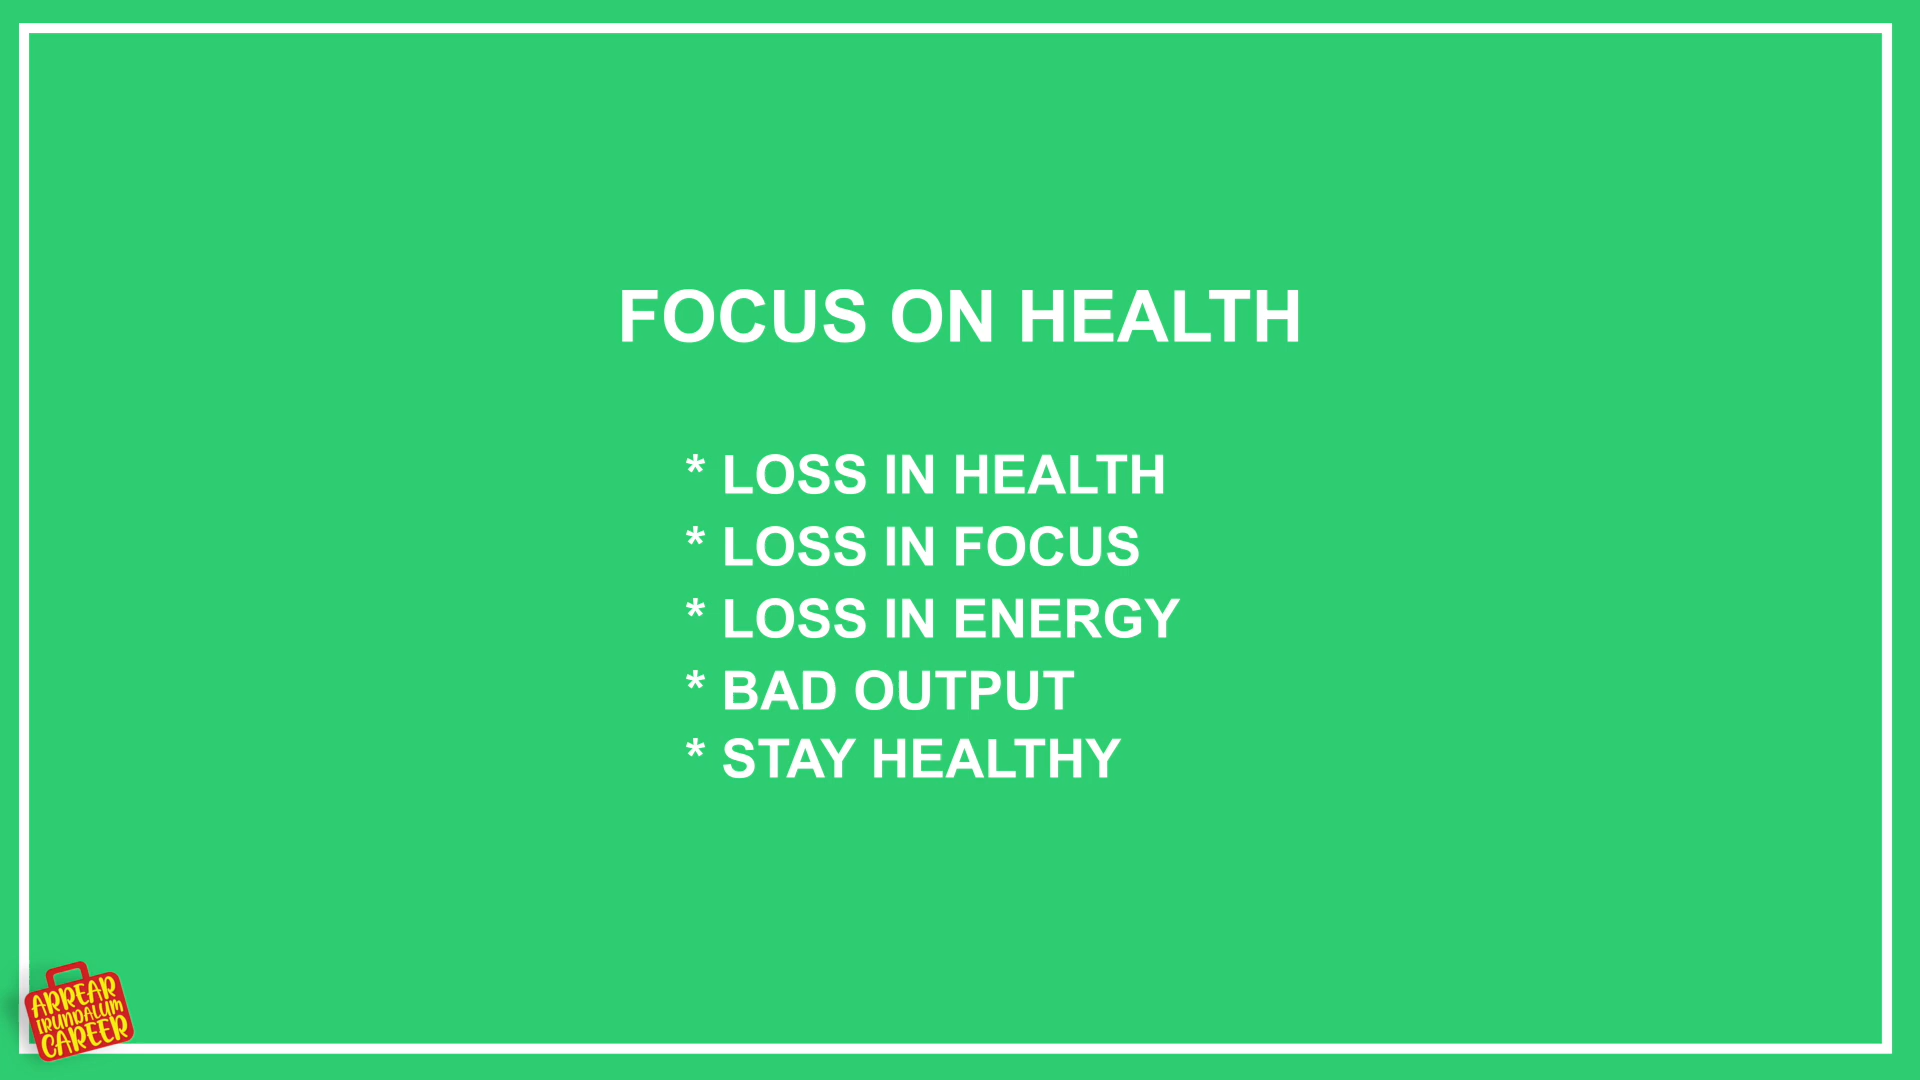 FOCUS ON HEALTH
* LOSS IN HEALTH
* LOSS IN FOCUS
* LOSS IN ENERGY
* BAD OUTPUT
* STAY HEALTHY
ARREAR
IRUNDALUM
CAREER